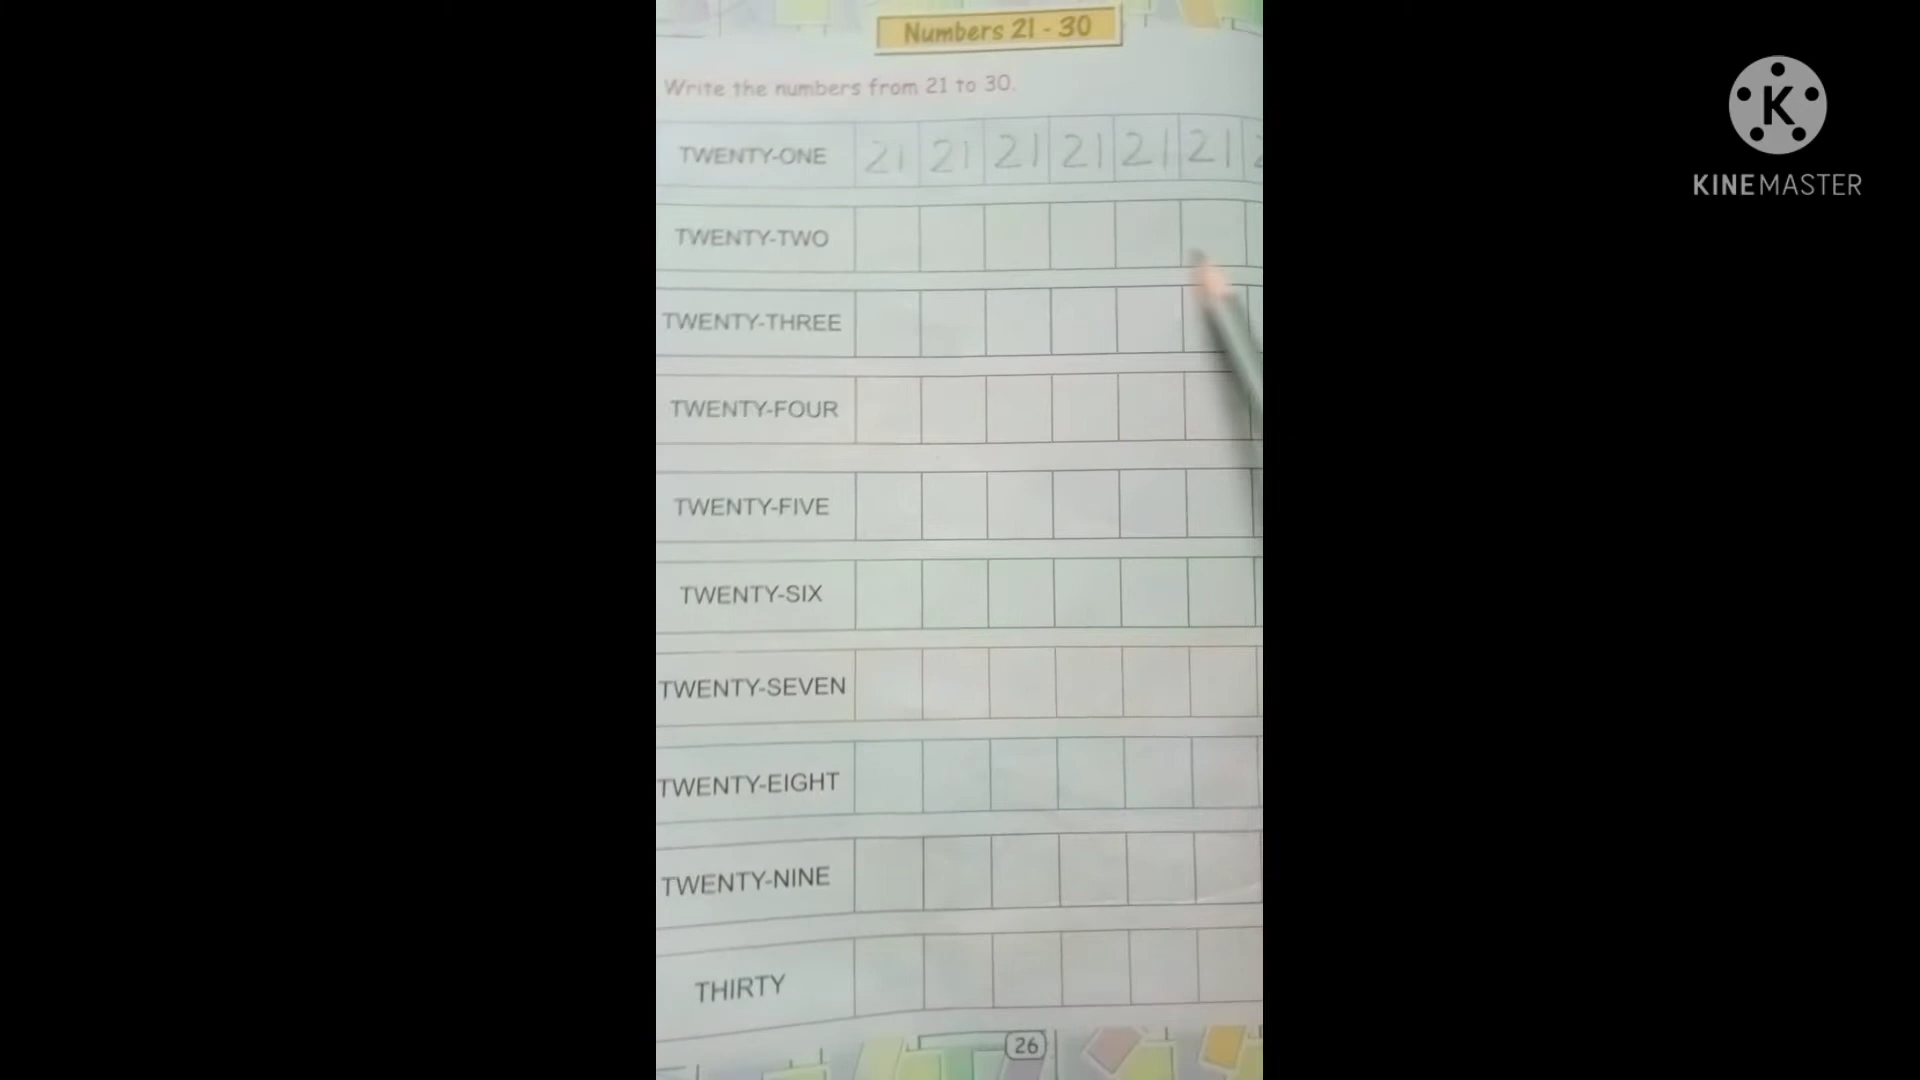 Numbers 21 - 30
Write the numbers from 21 to 30.
TWENTY-ONE 21 21 21 21 21 21
TWENTY-TWO
TWENTY-THREE
TWENTY-FOUR
TWENTY-FIVE
TWENTY-SIX
TWENTY-SEVEN
TWENTY-EIGHT
TWENTY-NINE
THIRTY
26
K
KINEMASTER